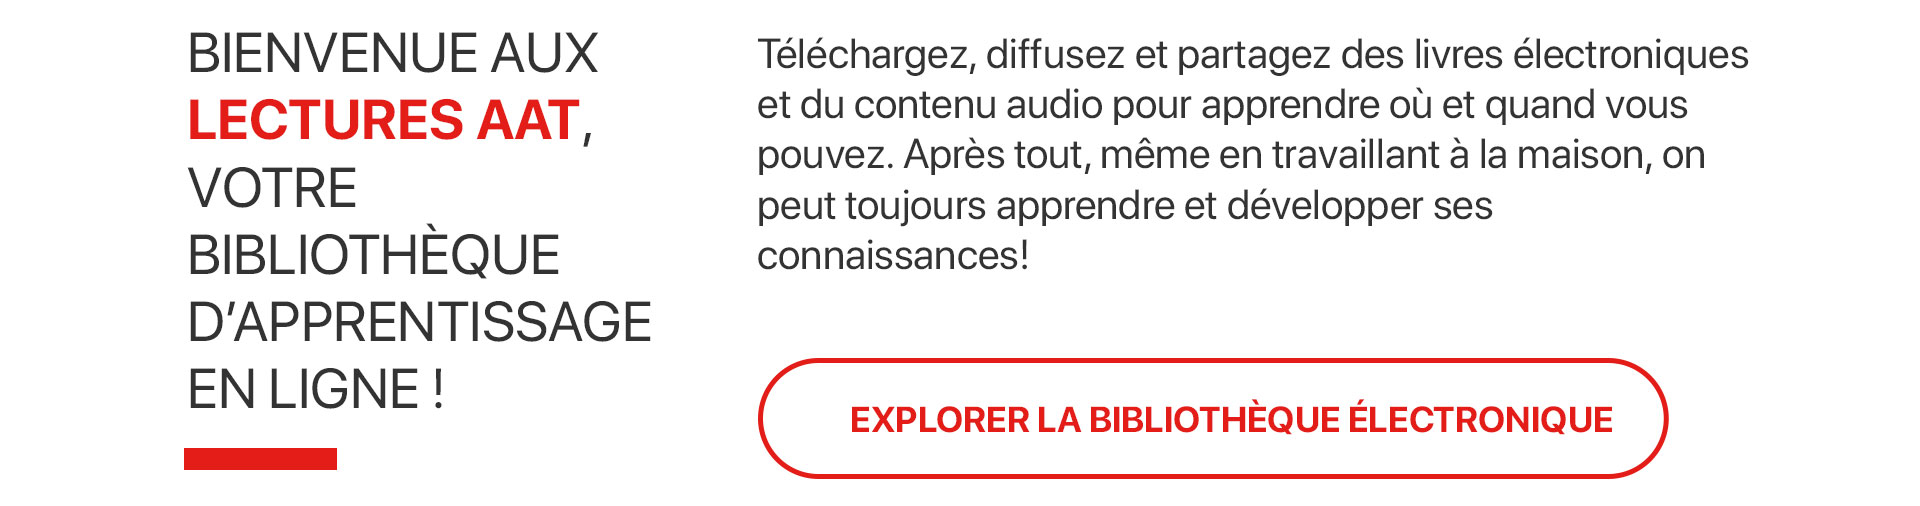 BIENVENUE AUX
LECTURES AAT,
VOTRE
BIBLIOTHÈQUE
D’APPRENTISSAGE
EN LIGNE !
Téléchargez, diffusez et partagez des livres électroniques
et du contenu audio pour apprendre où et quand vous
pouvez. Après tout, même en travaillant à la maison, on
peut toujours apprendre et développer ses
connaissances!
EXPLORER LA BIBLIOTHÈQUE ÉLECTRONIQUE